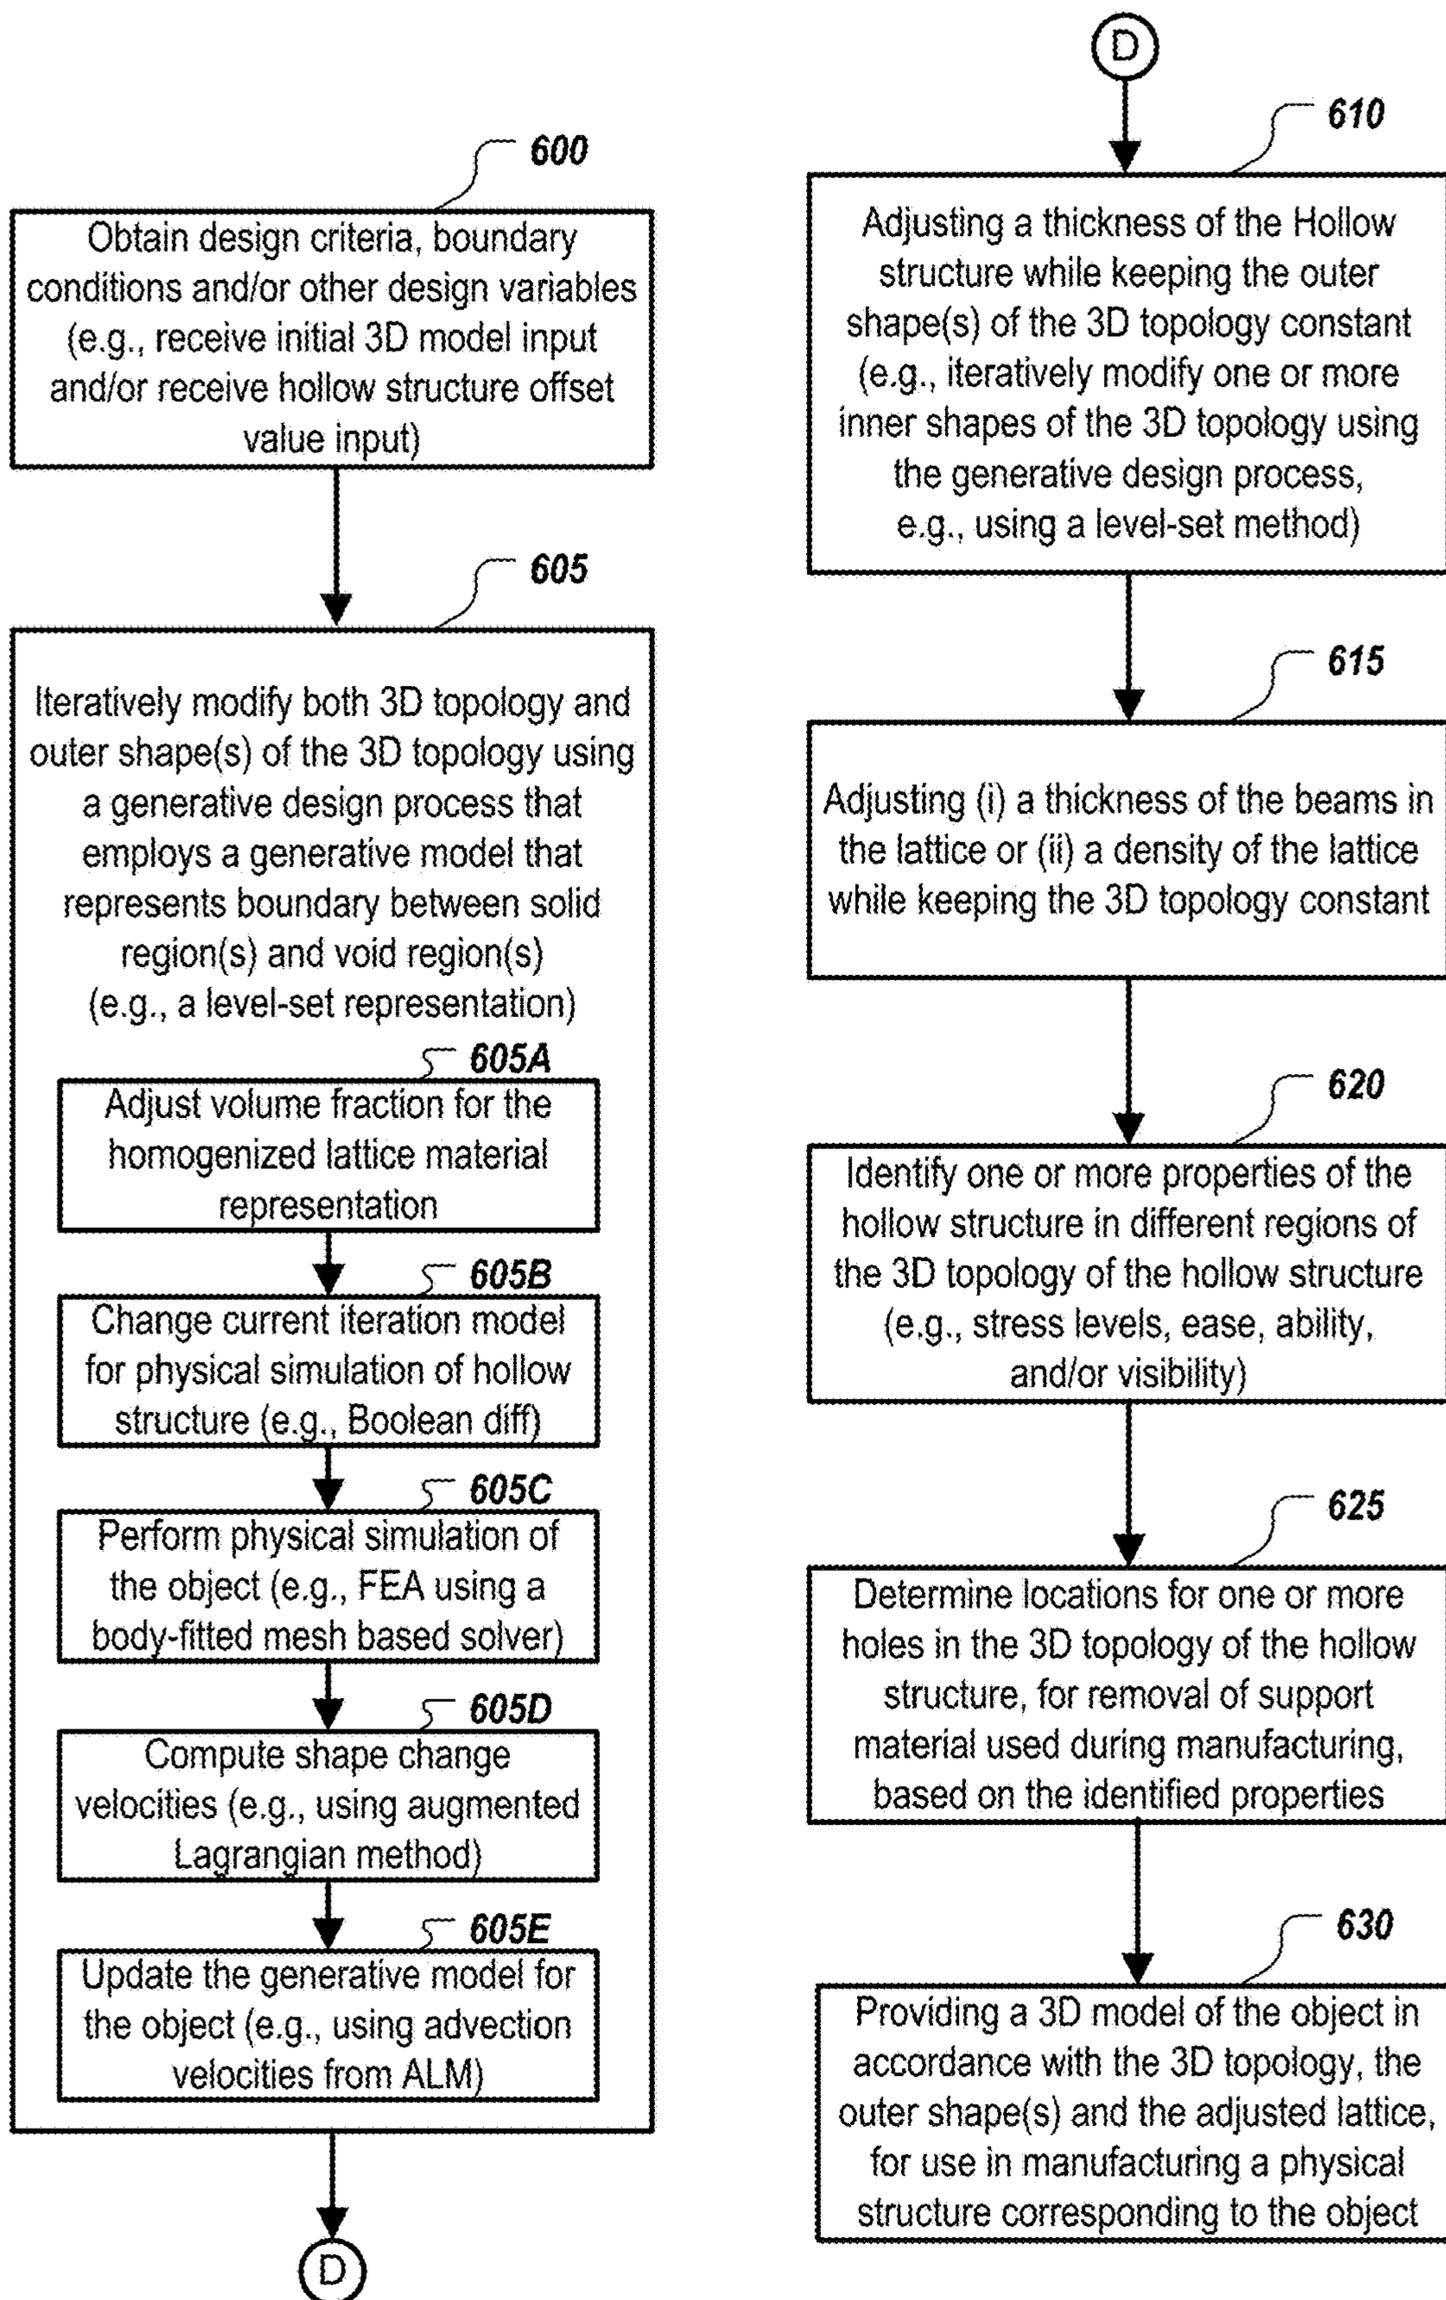 600
Obtain design criteria, boundary
conditions and/or other design variables
(e.g., receive initial 3D model input
and/or receive hollow structure offset
value input)
605
Iteratively modify both 3D topology and
outer shape(s) of the 3D topology using
a generative design process that
employs a generative model that
represents boundary between solid
region(s) and void region(s)
(e.g., a level-set representation)
605A
Adjust volume fraction for the
homogenized lattice material
representation
605B
Change current iteration model
for physical simulation of hollow
structure (e.g., Boolean diff)
605C
Perform physical simulation of
the object (e.g., FEA using a
body-fitted mesh based solver)
605D
Compute shape change
velocities (e.g., using augmented
Lagrangian method)
605E
Update the generative model for
the object (e.g., using advection
velocities from ALM)
D
D
610
Adjusting a thickness of the Hollow
structure while keeping the outer
shape(s) of the 3D topology constant
(e.g., iteratively modify one or more
inner shapes of the 3D topology using
the generative design process,
e.g., using a level-set method)
615
Adjusting (i) a thickness of the beams in
the lattice or (ii) a density of the lattice
while keeping the 3D topology constant
620
Identify one or more properties of the
hollow structure in different regions of
the 3D topology of the hollow structure
(e.g., stress levels, ease, ability,
and/or visibility)
625
Determine locations for one or more
holes in the 3D topology of the hollow
structure, for removal of support
material used during manufacturing,
based on the identified properties
630
Providing a 3D model of the object in
accordance with the 3D topology, the
outer shape(s) and the adjusted lattice,
for use in manufacturing a physical
structure corresponding to the object